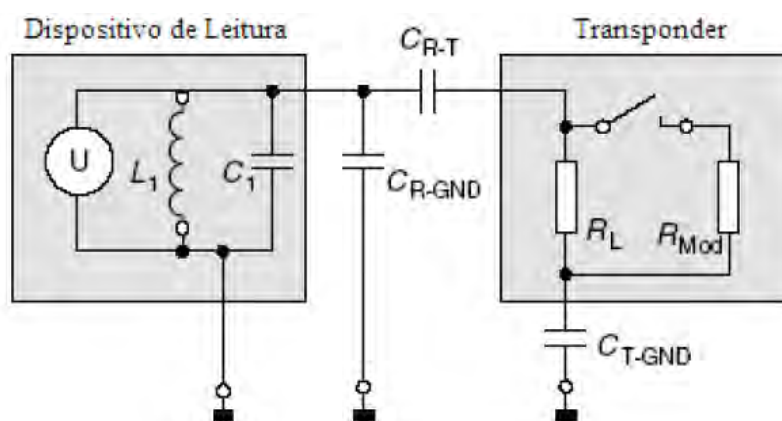 Dispositivo de Leitura
Transponder
C_R-T
U
L_1
C_1
C_R-GND
R_L
R_Mod
C_T-GND